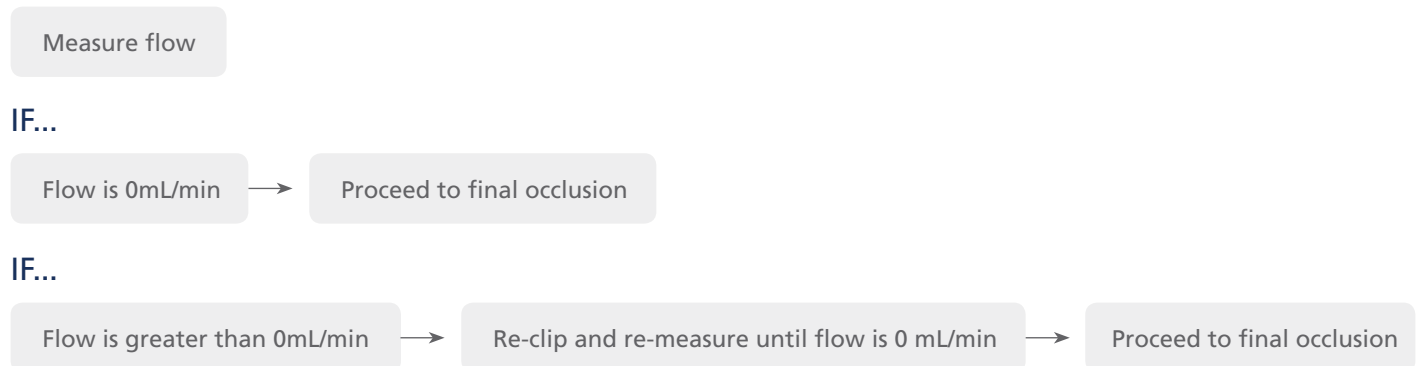 Measure flow
IF...
Flow is 0mL/min
Proceed to final occlusion
IF...
Flow is greater than 0mL/min
Re-clip and re-measure until flow is 0 mL/min
Proceed to final occlusion